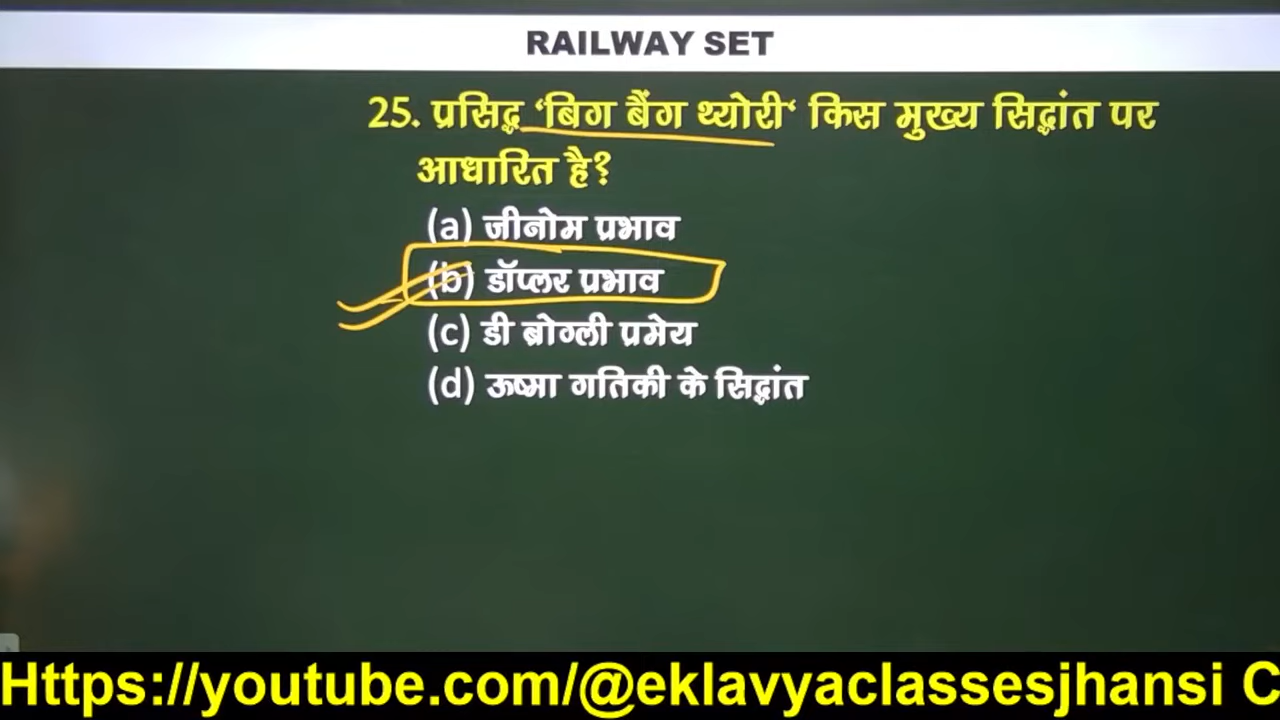 RAILWAY SET
25. प्रसिद्ध ‘बिग बैंग थ्योरी‘ किस मुख्य सिद्धांत पर
आधारित है?
(a) जीनोम प्रभाव
(b) डॉप्लर प्रभाव
(c) डी ब्रोग्ली प्रमेय
(d) ऊष्मा गतिकी के सिद्धांत
Https://youtube.com/@eklavyaclassesjhansi C